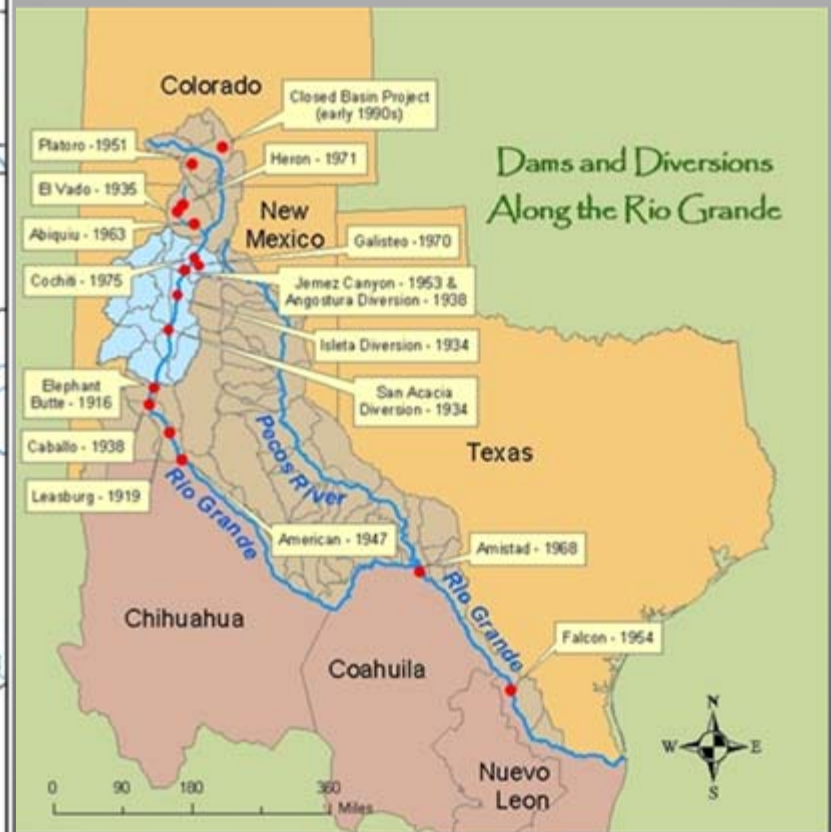 Dams and Diversions
Along the Rio Grande
Colorado
Closed Basin Project
(early 1990s)
Platoro -1951
Heron - 1971
El Vado - 1935
New
Mexico
Abiquiu - 1963
Galisteo -1970
Cochiti - 1975
Jemez Canyon - 1953 &
Angostura Diversion - 1938
Isleta Diversion - 1934
Elephant
Butte - 1916
San Acacia
Diversion - 1934
Caballo - 1938
Pecos River
Texas
Leasburg - 1919
Rio Grande
American - 1947
Amistad - 1968
Rio Grande
Chihuahua
Falcon - 1954
Coahuila
N
W
E
S
Nuevo
Leon
0 90 180 360
Miles